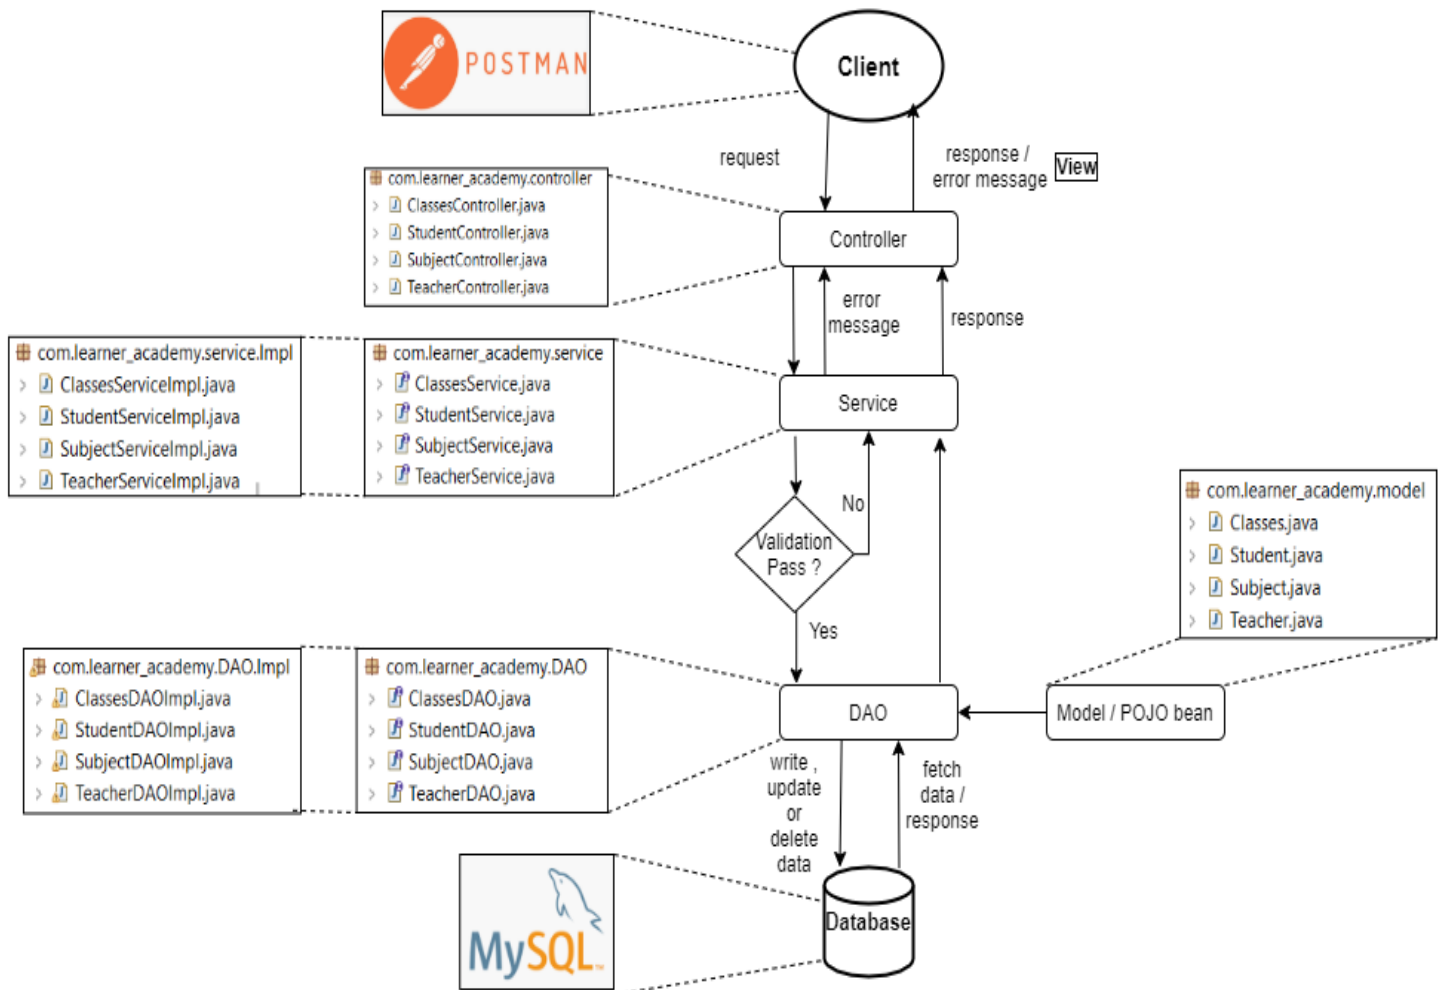 POSTMAN
Client
request
response /
error message
View
com.learner_academy.controller
ClassesController.java
StudentController.java
SubjectController.java
TeacherController.java
Controller
error
message
response
com.learner_academy.service.Impl
ClassesServiceImpl.java
StudentServiceImpl.java
SubjectServiceImpl.java
TeacherServiceImpl.java
com.learner_academy.service
ClassesService.java
StudentService.java
SubjectService.java
TeacherService.java
Service
No
Validation
Pass ?
Yes
com.learner_academy.model
Classes.java
Student.java
Subject.java
Teacher.java
com.learner_academy.DAO.Impl
ClassesDAOImpl.java
StudentDAOImpl.java
SubjectDAOImpl.java
TeacherDAOImpl.java
com.learner_academy.DAO
ClassesDAO.java
StudentDAO.java
SubjectDAO.java
TeacherDAO.java
DAO
Model / POJO bean
write ,
update
or
delete
data
fetch
data /
response
MySQL
Database